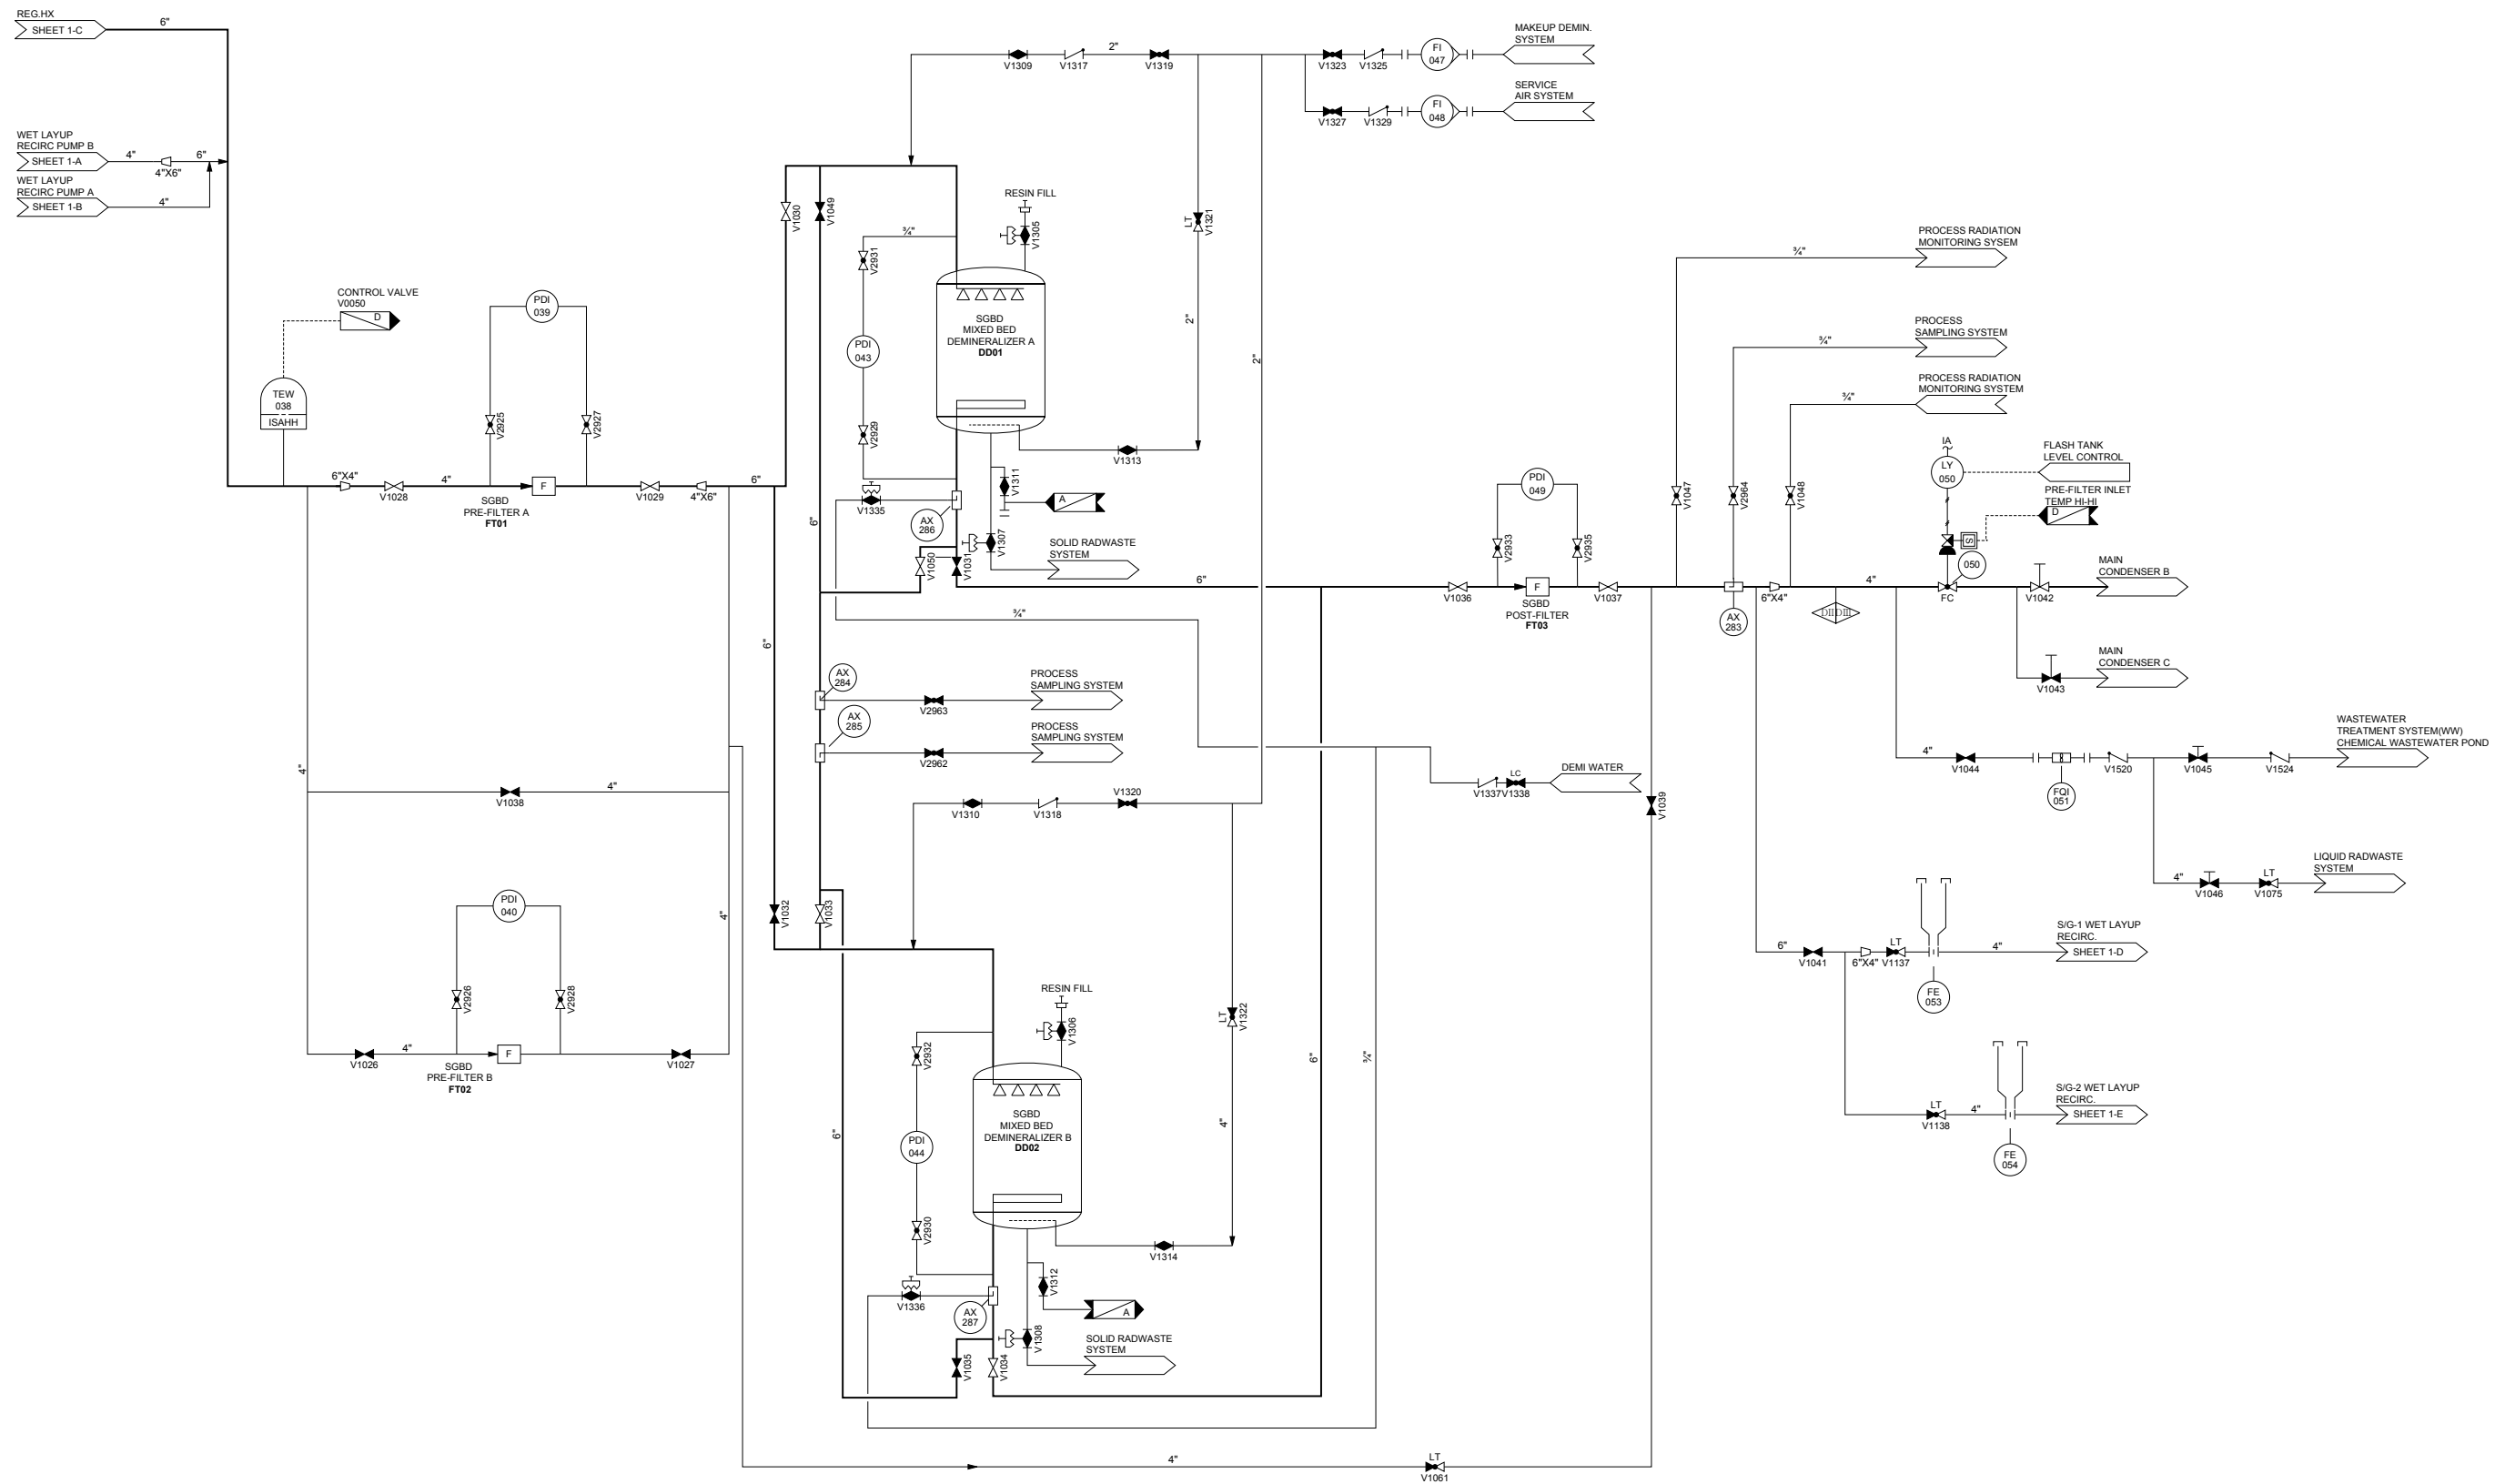 REG.HX
SHEET 1-C
6"
WET LAYUP
RECIRC PUMP B
SHEET 1-A
4"
4"X6"
6"
WET LAYUP
RECIRC PUMP A
SHEET 1-B
4"
CONTROL VALVE
V0050
D
TEW
038
ISAHH
6"X4"
V1028
4"
V2925
PDI
039
V2927
F
SGBD
PRE-FILTER A
FT01
V1029
4"X6"
6"
4"
V1038
4"
4"
V1026
4"
V2926
PDI
040
V2928
F
SGBD
PRE-FILTER B
FT02
V1027
V1030
V1049
6"
6"
V1309
V1317
2"
V1319
V1323
V1325
FI
047
MAKEUP DEMIN.
SYSTEM
V1327
V1329
FI
048
SERVICE
AIR SYSTEM
RESIN FILL
V1305
¾"
V2931
PDI
043
V2929
SGBD
MIXED BED
DEMINERALIZER A
DD01
LT
V1321
2"
2"
V1313
V1311
A
V1335
AX
286
V1307
SOLID RADWASTE
SYSTEM
V1050
V1031
6"
¾"
AX
284
V2963
PROCESS
SAMPLING SYSTEM
AX
285
V2962
PROCESS
SAMPLING SYSTEM
V1310
V1318
V1320
V1032
V1033
6"
RESIN FILL
V1306
V2932
PDI
044
V2930
SGBD
MIXED BED
DEMINERALIZER B
DD02
LT
V1322
4"
V1314
V1312
A
V1336
AX
287
V1308
SOLID RADWASTE
SYSTEM
V1035
V1034
6"
¾"
V1337
LC
V1338
DEMI WATER
4"
LT
V1061
V1039
V1036
V2933
PDI
049
V2935
F
SGBD
POST-FILTER
FT03
V1037
V1047
¾"
PROCESS RADIATION
MONITORING SYSEM
V2964
¾"
PROCESS
SAMPLING SYSTEM
V1048
¾"
PROCESS RADIATION
MONITORING SYSTEM
AX
283
6"X4"
DII
DIII
4"
IA
LY
050
FLASH TANK
LEVEL CONTROL
PRE-FILTER INLET
TEMP HI-HI
D
S
050
FC
V1042
MAIN
CONDENSER B
V1043
MAIN
CONDENSER C
4"
V1044
FQI
051
V1520
V1045
V1524
WASTEWATER
TREATMENT SYSTEM(WW)
CHEMICAL WASTEWATER POND
4"
V1046
LT
V1075
LIQUID RADWASTE
SYSTEM
6"
V1041
6"X4"
LT
V1137
FE
053
4"
S/G-1 WET LAYUP
RECIRC.
SHEET 1-D
LT
V1138
4"
FE
054
S/G-2 WET LAYUP
RECIRC.
SHEET 1-E